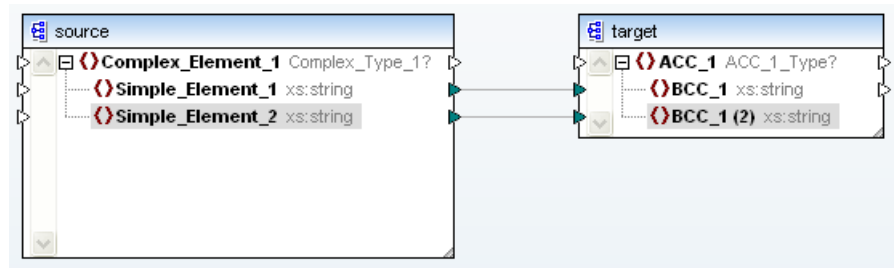 source
Complex_Element_1 Complex_Type_1?
Simple_Element_1 xs:string
Simple_Element_2 xs:string
target
ACC_1 ACC_1_Type?
BCC_1 xs:string
BCC_1 (2) xs:string